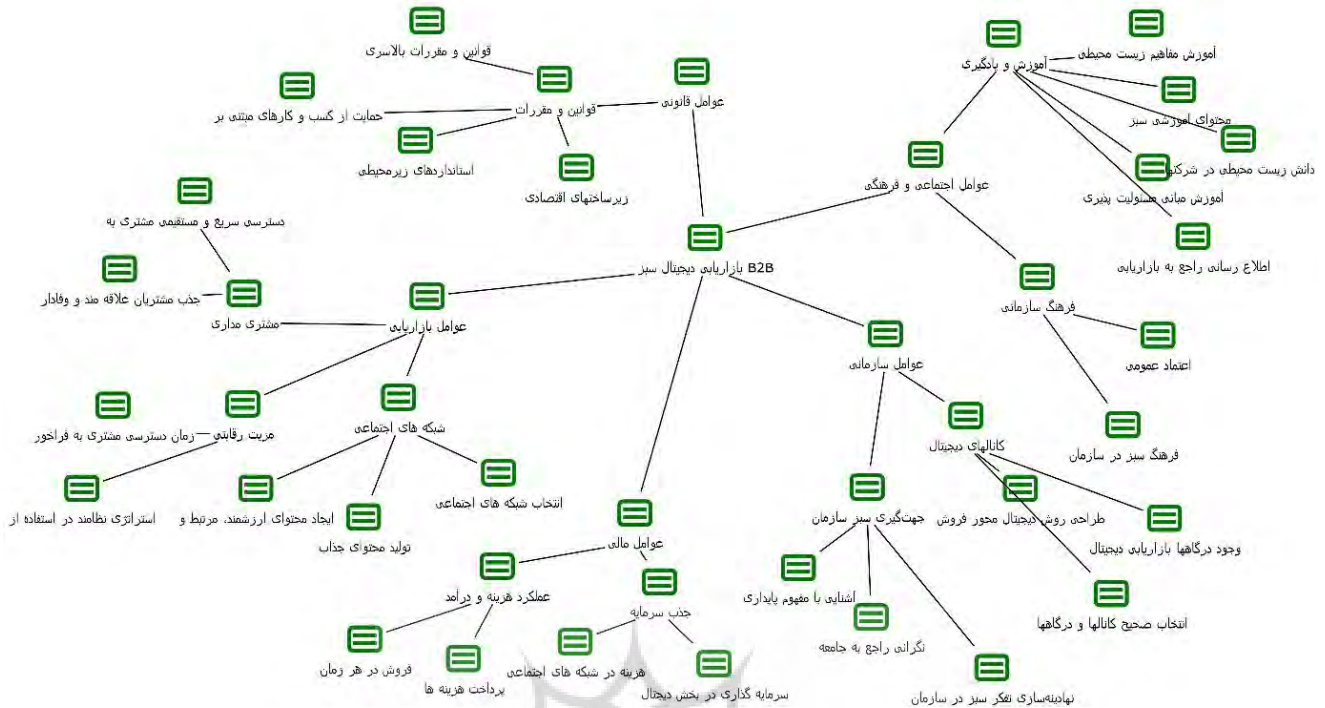 قوانین و مقررات بالاسری
آموزش مفاهیم زیست محیطی
آموزش و یادگیری
عوامل قانونی
قوانین و مقررات
حمایت از کسب و کارهای مبتنی بر
محتوای آموزشی سبز
استانداردهای زیرمحیطی
دانش زیست محیطی در شرکتها
عوامل اجتماعی و فرهنگی
زیرساختهای اقتصادی
آموزش مبانی مسئولیت پذیری
دسترسی سریع و مستقیمی مشتری به
اطلاع رسانی راجع به بازاریابی
B2B بازاریابی دیجیتال سبز
جذب مشتریان علاقه مند و وفادار
فرهنگ سازمانی
مشتری مداری
عوامل بازاریابی
عوامل سازمانی
اعتماد عمومی
مزیت رقابتی
زمان دسترسی مشتری به فراخور
شبکه های اجتماعی
کانالهای دیجیتال
فرهنگ سبز در سازمان
انتخاب شبکه های اجتماعی
استراتژی نظامند در استفاده از
ایجاد محتوای ارزشمند، مرتبط و
جهت‌گیری سبز سازمان
طراحی روش دیجیتال محور فروش
تولید محتوای جذاب
عوامل مالی
وجود درگاهها بازاریابی دیجیتال
عملکرد هزینه و درآمد
آشنایی با مفهوم پایداری
جذب سرمایه
انتخاب صحیح کانالها و درگاهها
نگرانی راجع به جامعه
فروش در هر زمان
هزینه در شبکه های اجتماعی
پرداخت هزینه ها
سرمایه گذاری در بخش دیجتال
نهادینه‌سازی تفکر سبز در سازمان